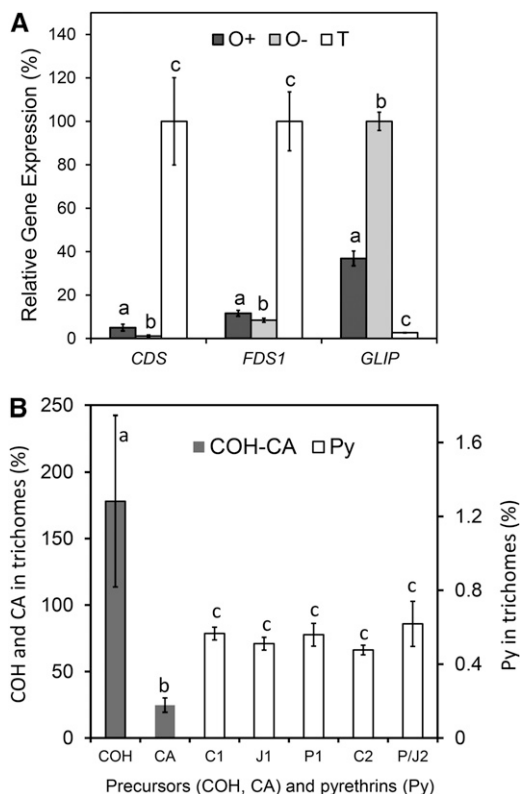 A
Relative Gene Expression (%)
140
120
100
80
60
40
20
0
O+ O- T
a b c
a b c
a b c
CDS FDS1 GLIP
B
COH and CA in trichomes (%)
250
200
150
100
50
0
COH-CA Py
a b c c c c c
1.6
1.2
0.8
0.4
0
Py in trichomes (%)
COH CA C1 J1 P1 C2 P/J2
Precursors (COH, CA) and pyrethrins (Py)